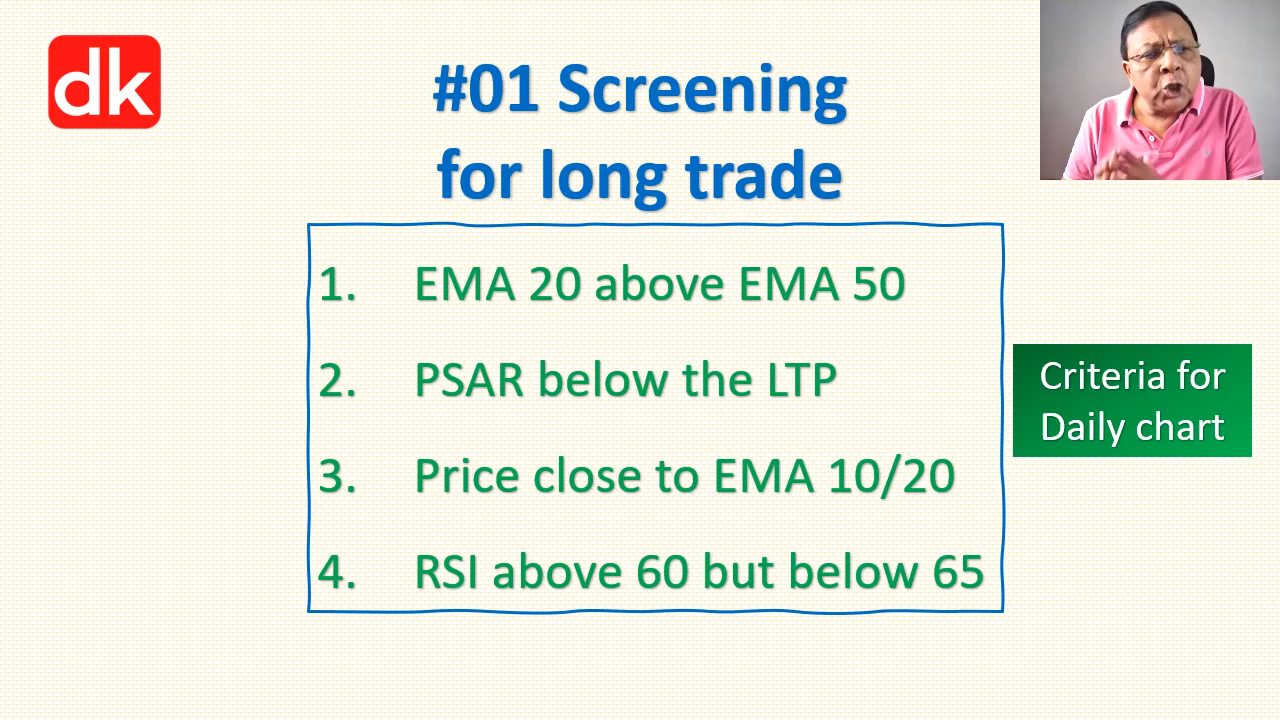 dk
#01 Screening
for long trade
1. EMA 20 above EMA 50
2. PSAR below the LTP
3. Price close to EMA 10/20
4. RSI above 60 but below 65
Criteria for
Daily chart